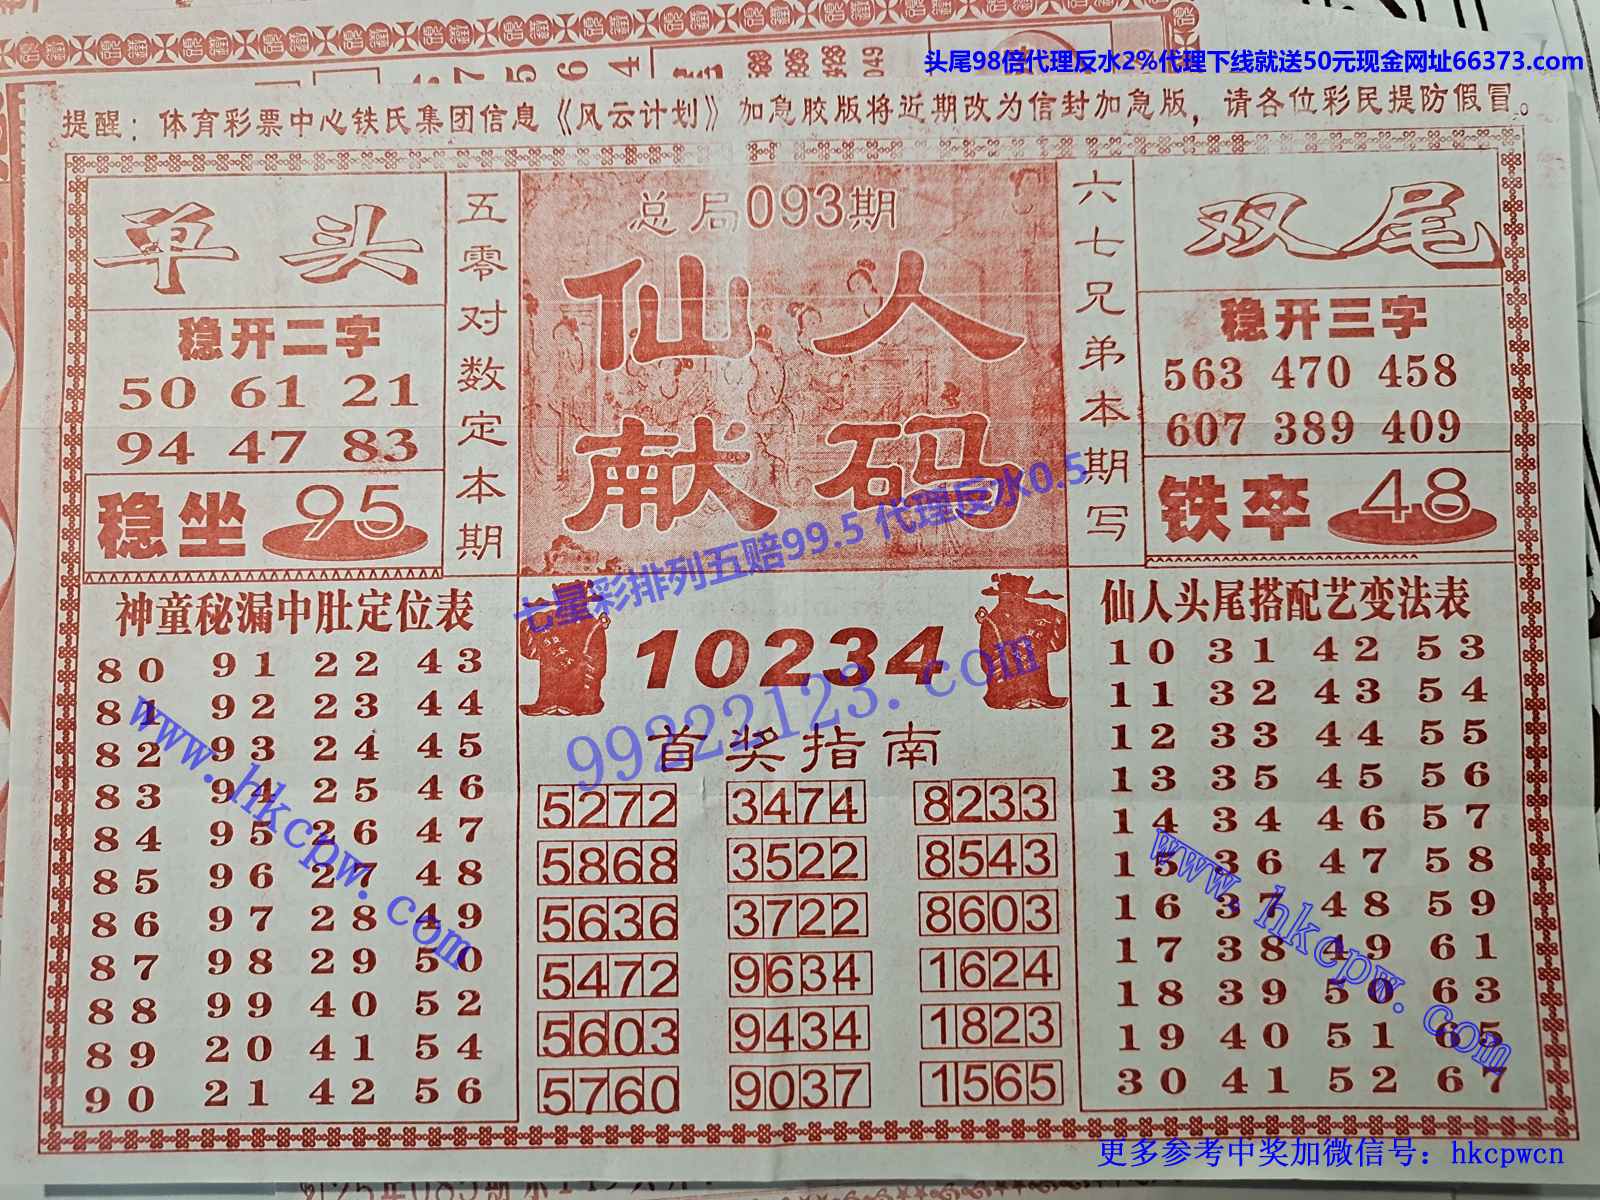 头尾98倍代理反水2%代理下线就送50元现金网址66373.com
提醒：体育彩票中心铁氏集团信息《风云计划》加急胶版将近期改为信封加急版，请各位彩民提防假冒。
单头
稳开二字
50 61 21
94 47 83
稳坐 95
五零对数定本期
总局093期
仙人
献码
六七兄弟本期写
双尾
稳开三字
563 470 458
607 389 409
铁卒 48
七星彩排列五赔99.5 代理反水0.5
神童秘漏中肚定位表
80 91 22 43
81 92 23 44
82 93 24 45
83 94 25 46
84 95 26 47
85 96 27 48
86 97 28 49
87 98 29 50
88 99 40 52
89 20 41 54
90 21 42 56
www.hkcpw.com
10234
99222123.com
首奖指南
5272 3474 8233
5868 3522 8543
5636 3722 8603
5472 9634 1624
5603 9434 1823
5760 9037 1565
仙人头尾搭配艺变法表
10 31 42 53
11 32 43 54
12 33 44 55
13 35 45 56
14 34 46 57
15 36 47 58
16 37 48 59
17 38 49 61
18 39 50 63
19 40 51 65
30 41 52 67
www.hkcpw.com
更多参考中奖加微信号：hkcpwcn